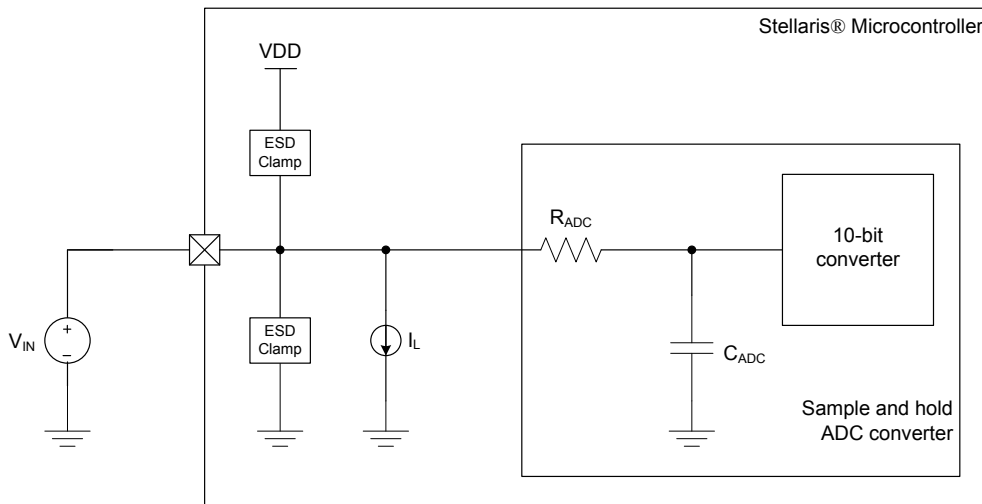 Stellaris® Microcontroller
VDD
ESD
Clamp
RADC
10-bit
converter
VIN
+
–
ESD
Clamp
IL
CADC
Sample and hold
ADC converter